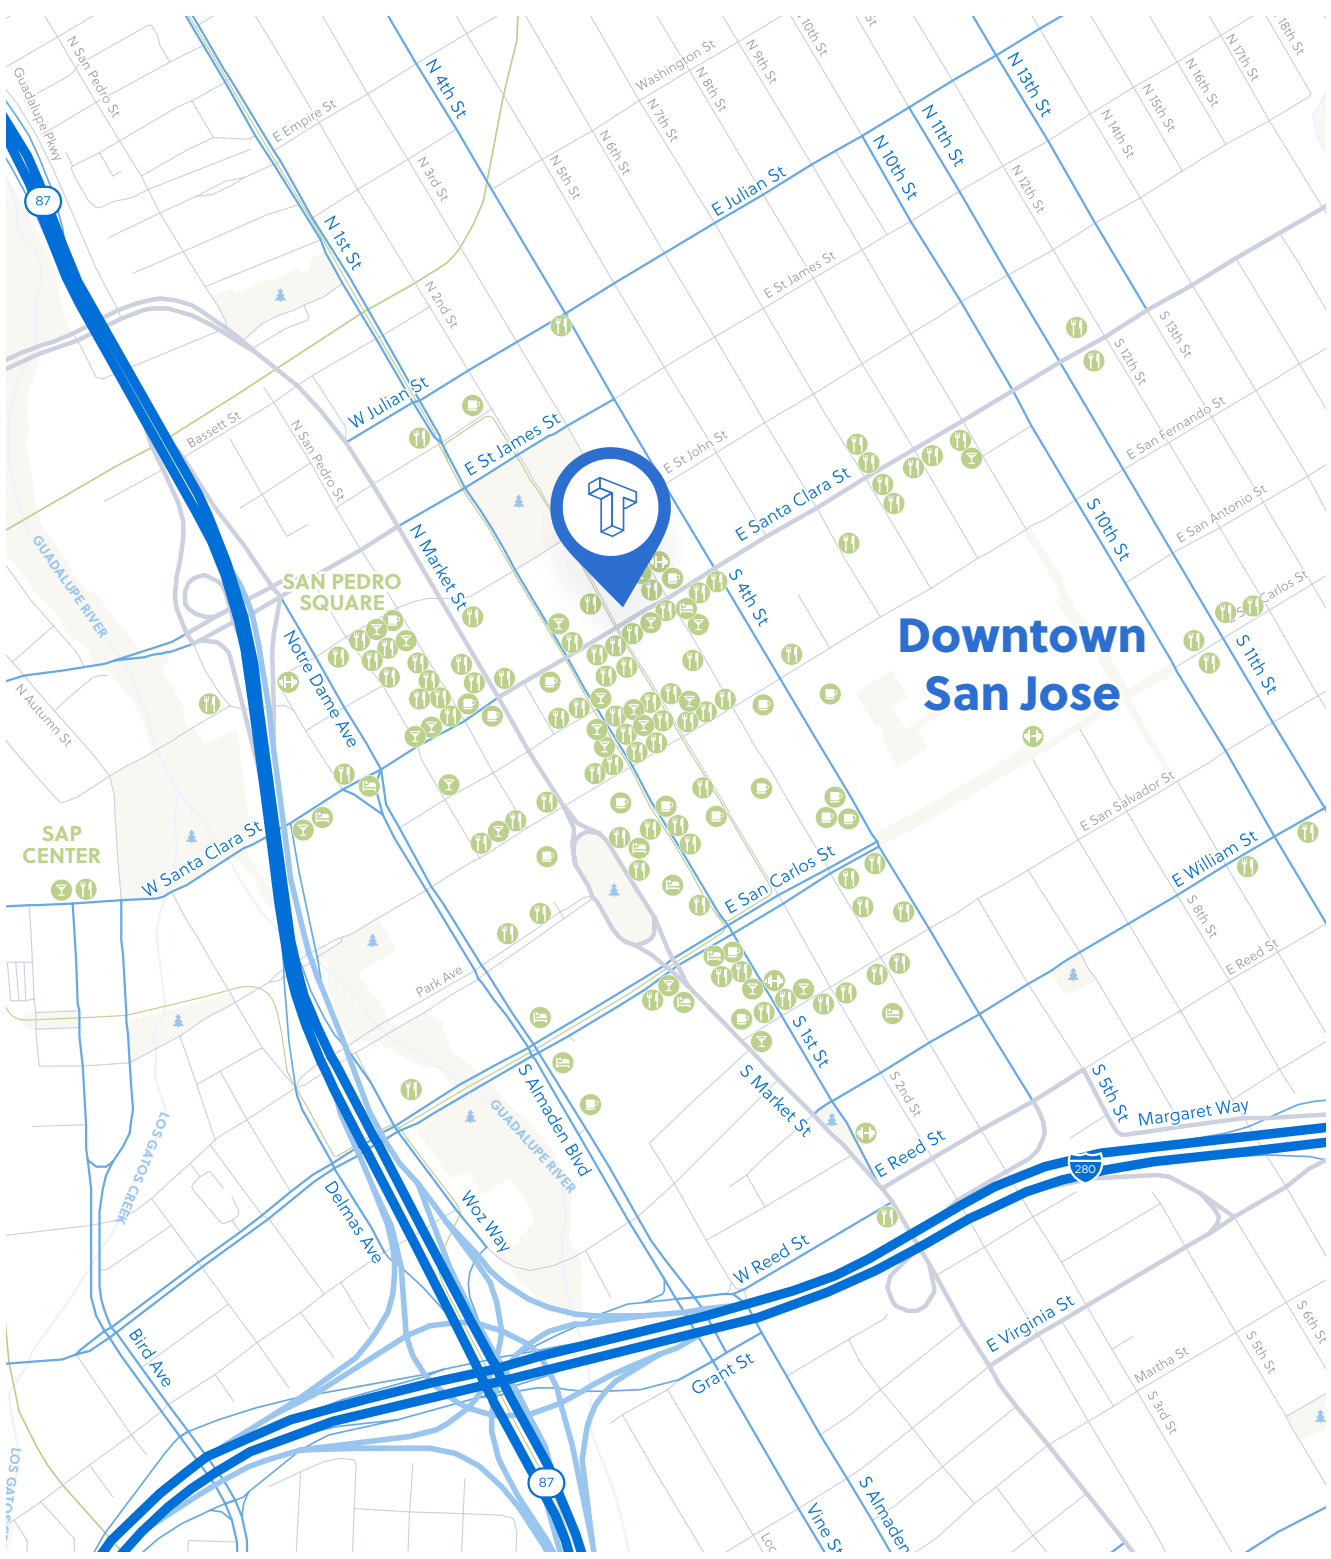 N San Pedro St
Guadalupe Pkwy
E Empire St
N 4th St
Washington St
N 9th St
10th St
St
N 13th St
18th St
N 17th St
N 16th St
N 15th St
N 14th St
N 8th St
N 7th St
N 6th St
N 5th St
N 3rd St
N 11th St
N 10th St
N 12th St
87
E Julian St
N 1st St
N 2nd St
E St James St
S 13th St
S 12th St
W Julian St
Bassett St
N San Pedro St
E St James St
E St John St
E San Fernando St
E Santa Clara St
E San Antonio St
S 10th St
N Market St
GUADALUPE RIVER
SAN PEDRO
SQUARE
S 4th St
S Carlos St
Downtown
San Jose
Notre Dame Ave
S 11th St
N Autumn St
E San Salvador St
SAP
CENTER
W Santa Clara St
E San Carlos St
E William St
S 8th St
E Reed St
Park Ave
S 1st St
S Almaden Blvd
S Market St
S 2nd St
S 5th St
Margaret Way
GUADALUPE RIVER
LOS GATOS CREEK
E Reed St
280
Delmas Ave
Woz Way
W Reed St
E Virginia St
S 6th St
S 5th St
Bird Ave
Martha St
Grant St
S 3rd St
LOS GATOS
87
Vine St
S Almaden
Loc